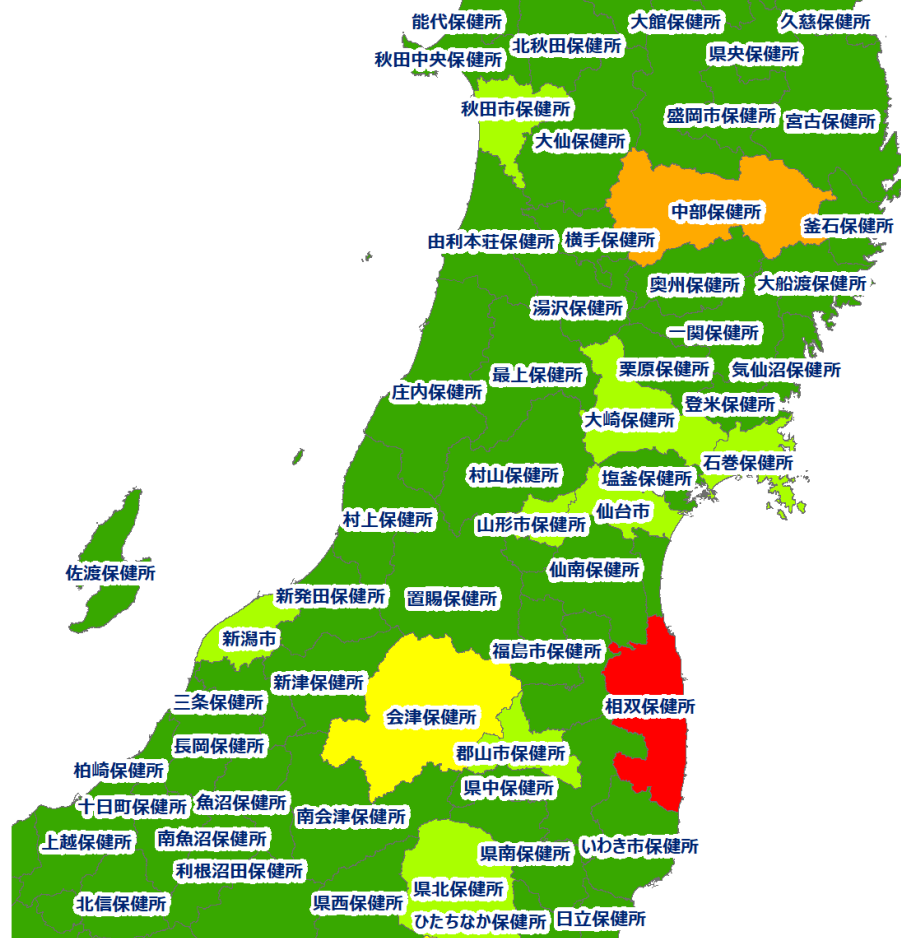 能代保健所
大館保健所
久慈保健所
北秋田保健所
県央保健所
秋田中央保健所
秋田市保健所
盛岡市保健所
宮古保健所
大仙保健所
中部保健所
釜石保健所
由利本荘保健所
横手保健所
奥州保健所
大船渡保健所
湯沢保健所
一関保健所
最上保健所
栗原保健所
気仙沼保健所
庄内保健所
登米保健所
大崎保健所
石巻保健所
村山保健所
塩釜保健所
村上保健所
山形市保健所
仙台市
佐渡保健所
仙南保健所
新発田保健所
置賜保健所
新潟市
福島市保健所
新津保健所
三条保健所
相双保健所
会津保健所
長岡保健所
郡山市保健所
柏崎保健所
県中保健所
十日町保健所
魚沼保健所
南会津保健所
上越保健所
南魚沼保健所
県南保健所
いわき市保健所
利根沼田保健所
県北保健所
北信保健所
県西保健所
ひたちなか保健所
日立保健所